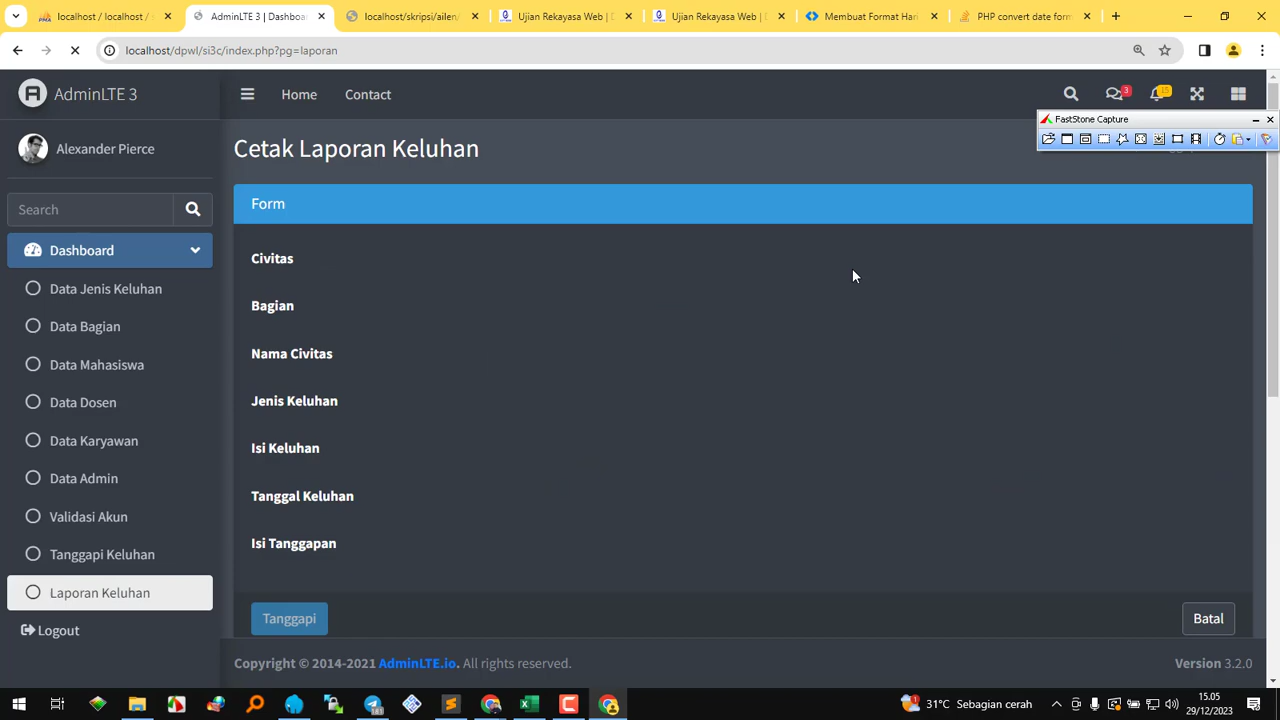 localhost / localhost /
AdminLTE 3 | Dashboa
localhost/skripsi/ailen/
Ujian Rekayasa Web | D
Ujian Rekayasa Web | D
Membuat Format Hari
PHP convert date form
localhost/dpwl/si3c/index.php?pg=laporan
AdminLTE 3
Home
Contact
3
15
FastStone Capture
Alexander Pierce
Cetak Laporan Keluhan
Search
Form
Dashboard
Civitas
Data Jenis Keluhan
Bagian
Data Bagian
Nama Civitas
Data Mahasiswa
Jenis Keluhan
Data Dosen
Isi Keluhan
Data Karyawan
Tanggal Keluhan
Data Admin
Isi Tanggapan
Validasi Akun
Tanggapi Keluhan
Laporan Keluhan
Tanggapi
Batal
Logout
Copyright © 2014-2021 AdminLTE.io. All rights reserved.
Version 3.2.0
31°C Sebagian cerah
15.05
29/12/2023